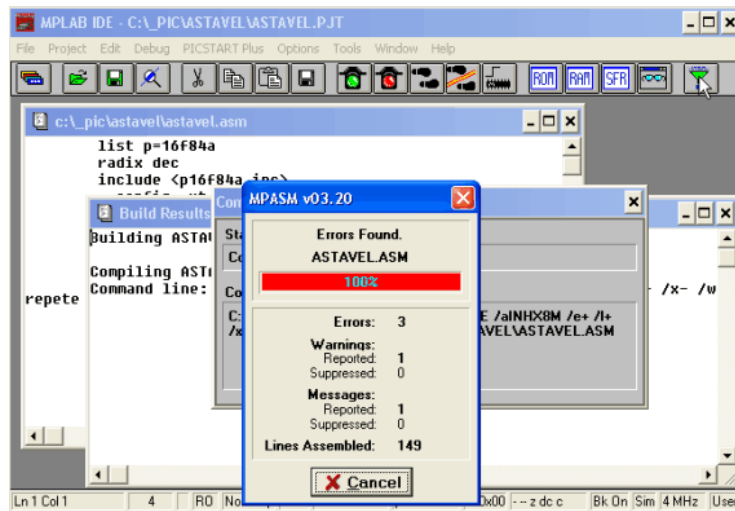 MPLAB IDE - C:\_PIC\ASTAVEL\ASTAVEL.PJT
File Project Edit Debug PICSTART Plus Options Tools Window Help
ROM RAM SFR
c:\_pic\astavel\astavel.asm
list p=16f84a
radix dec
include <p16f84a.inc>
repete
Build Results
Building
Compiling
Command line:
/x- /w
E /aINHX8M /e+ /l+
AVEL\ASTAVEL.ASM
MPASM v03.20
Errors Found.
ASTAVEL.ASM
100%
Errors: 3
Warnings:
Reported: 1
Suppressed: 0
Messages:
Reported: 1
Suppressed: 0
Lines Assembled: 149
Cancel
Ln 1 Col 1 4 RO No 0x00 - -- z dc c Bk On Sim 4 MHz User